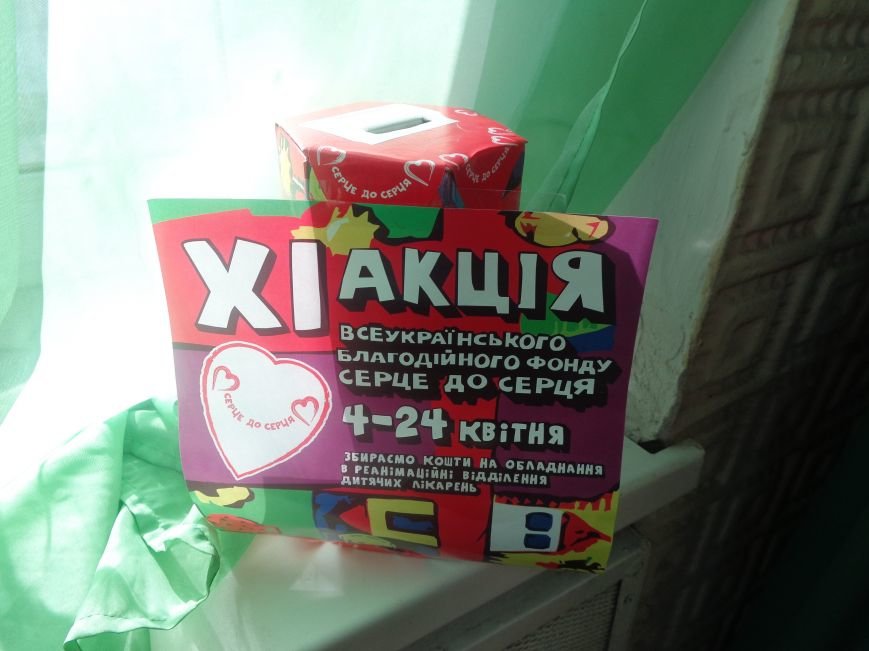 СЕРЦЕ ДО СЕРЦЯ
СЕРЦЕ ДО СЕРЦЯ
ХІ АКЦІЯ
ВСЕУКРАЇНСЬКОГО
БЛАГОДІЙНОГО ФОНДУ
СЕРЦЕ ДО СЕРЦЯ
СЕРЦЕ ДО СЕРЦЯ
4-24 КВІТНЯ
ЗБИРАЄМО КОШТИ НА ОБЛАДНАННЯ
В РЕАНІМАЦІЙНІ ВІДДІЛЕННЯ
ДИТЯЧИХ ЛІКАРЕНЬ